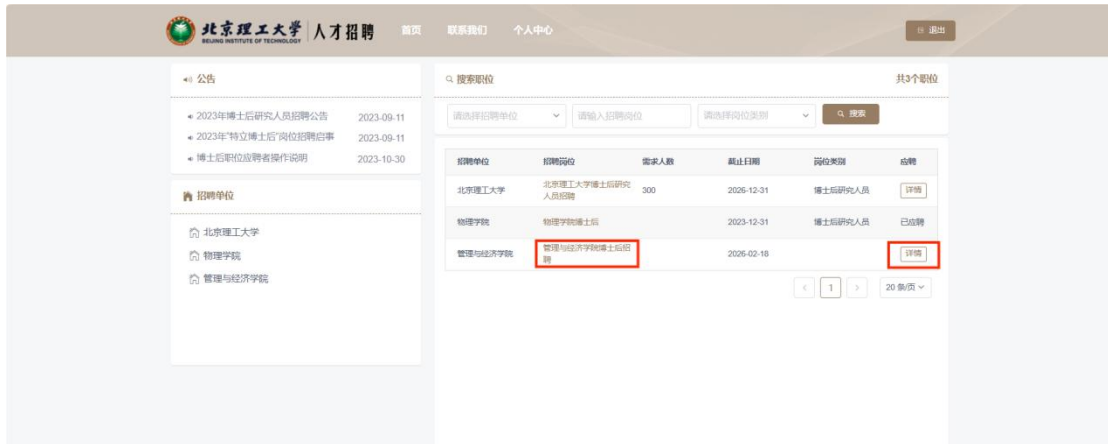 北京理工大学 人才招聘 首页 联系我们 个人中心 退出
BEIJING INSTITUTE OF TECHNOLOGY
公告
2023年博士后研究人员招聘公告 2023-09-11
2023年“特立博士后”岗位招聘启事 2023-09-11
博士后职位应聘者操作说明 2023-10-30
招聘单位
北京理工大学
物理学院
管理与经济学院
搜索职位 共3个职位
请选择招聘单位 请输入招聘岗位 请选择岗位类别 搜索
招聘单位 招聘岗位 需求人数 截止日期 岗位类别 应聘
北京理工大学 北京理工大学博士后研究 300 2026-12-31 博士后研究人员 详情
人员招聘
物理学院 物理学院博士后 2023-12-31 博士后研究人员 已应聘
管理与经济学院 管理与经济学院博士后招 2026-02-18 详情
聘
< 1 > 20 条/页